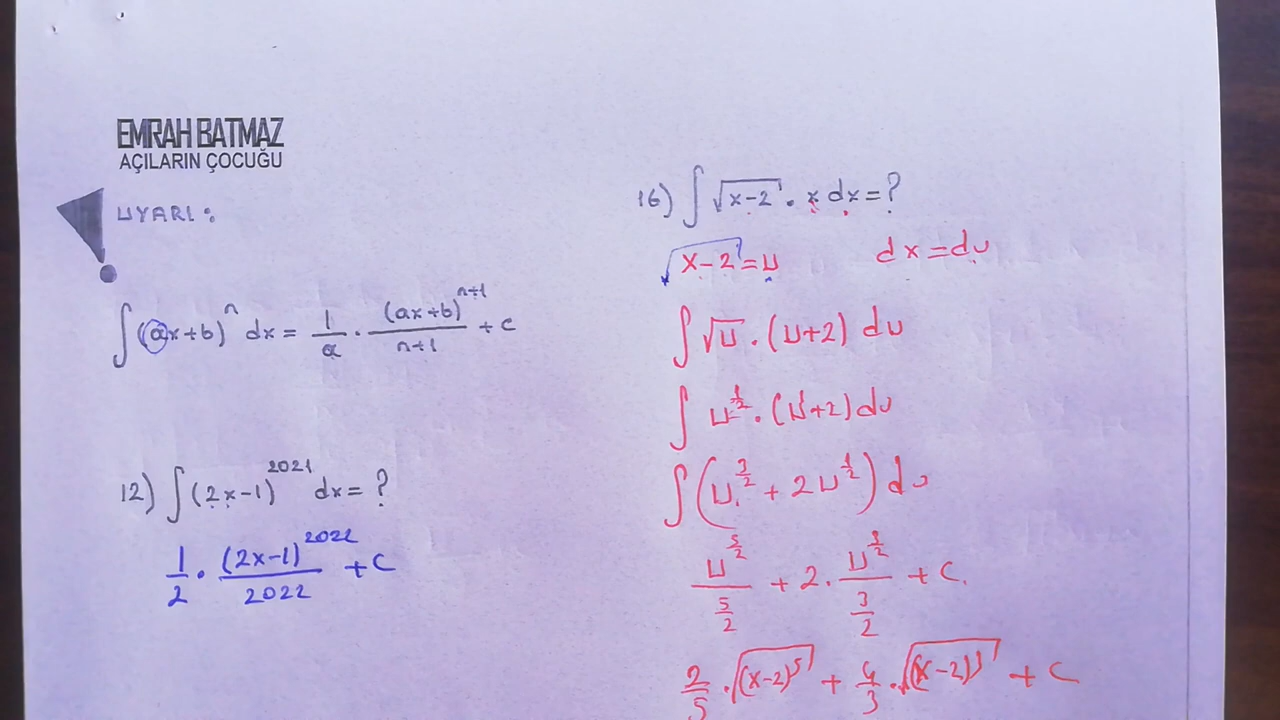 EMRAH BATMAZ
AÇILARIN ÇOCUĞU
UYARI :
∫(ax+b)^n dx = 1/a · (ax+b)^(n+1)/(n+1) + c
12) ∫(2x-1)^2021 dx = ?
1/2 · (2x-1)^2022/2022 + C
16) ∫√(x-2) · x dx = ?
√(x-2) = u dx = du
∫√u · (u+2) du
∫ u^(1/2) · (u^1+2) du
∫(u^(3/2) + 2u^(1/2)) du
u^(5/2)/(5/2) + 2 · u^(3/2)/(3/2) + C.
2/5 · √((x-2)^5) + 4/3 · √((x-2)^3) + C